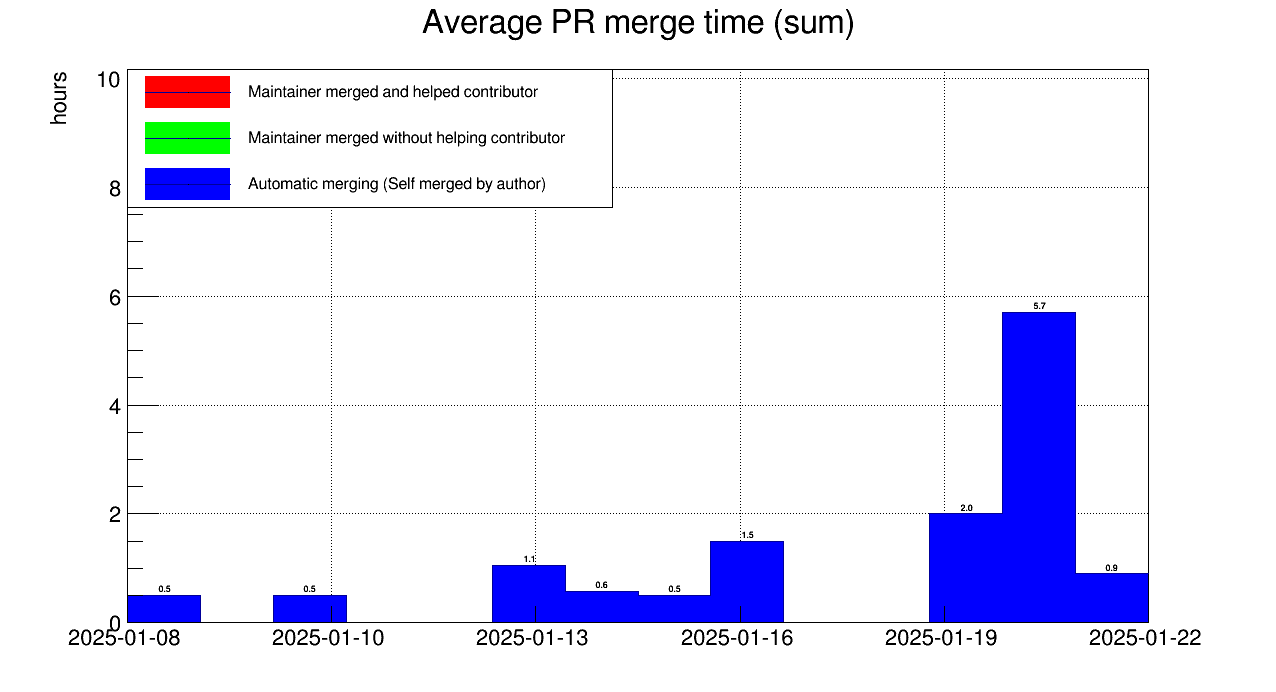 Average PR merge time (sum)
hours
10
8
6
4
2
0
Maintainer merged and helped contributor
Maintainer merged without helping contributor
Automatic merging (Self merged by author)
0.5
0.5
1.1
0.6
0.5
1.5
2.0
5.7
0.9
2025-01-08 2025-01-10 2025-01-13 2025-01-16 2025-01-19 2025-01-22